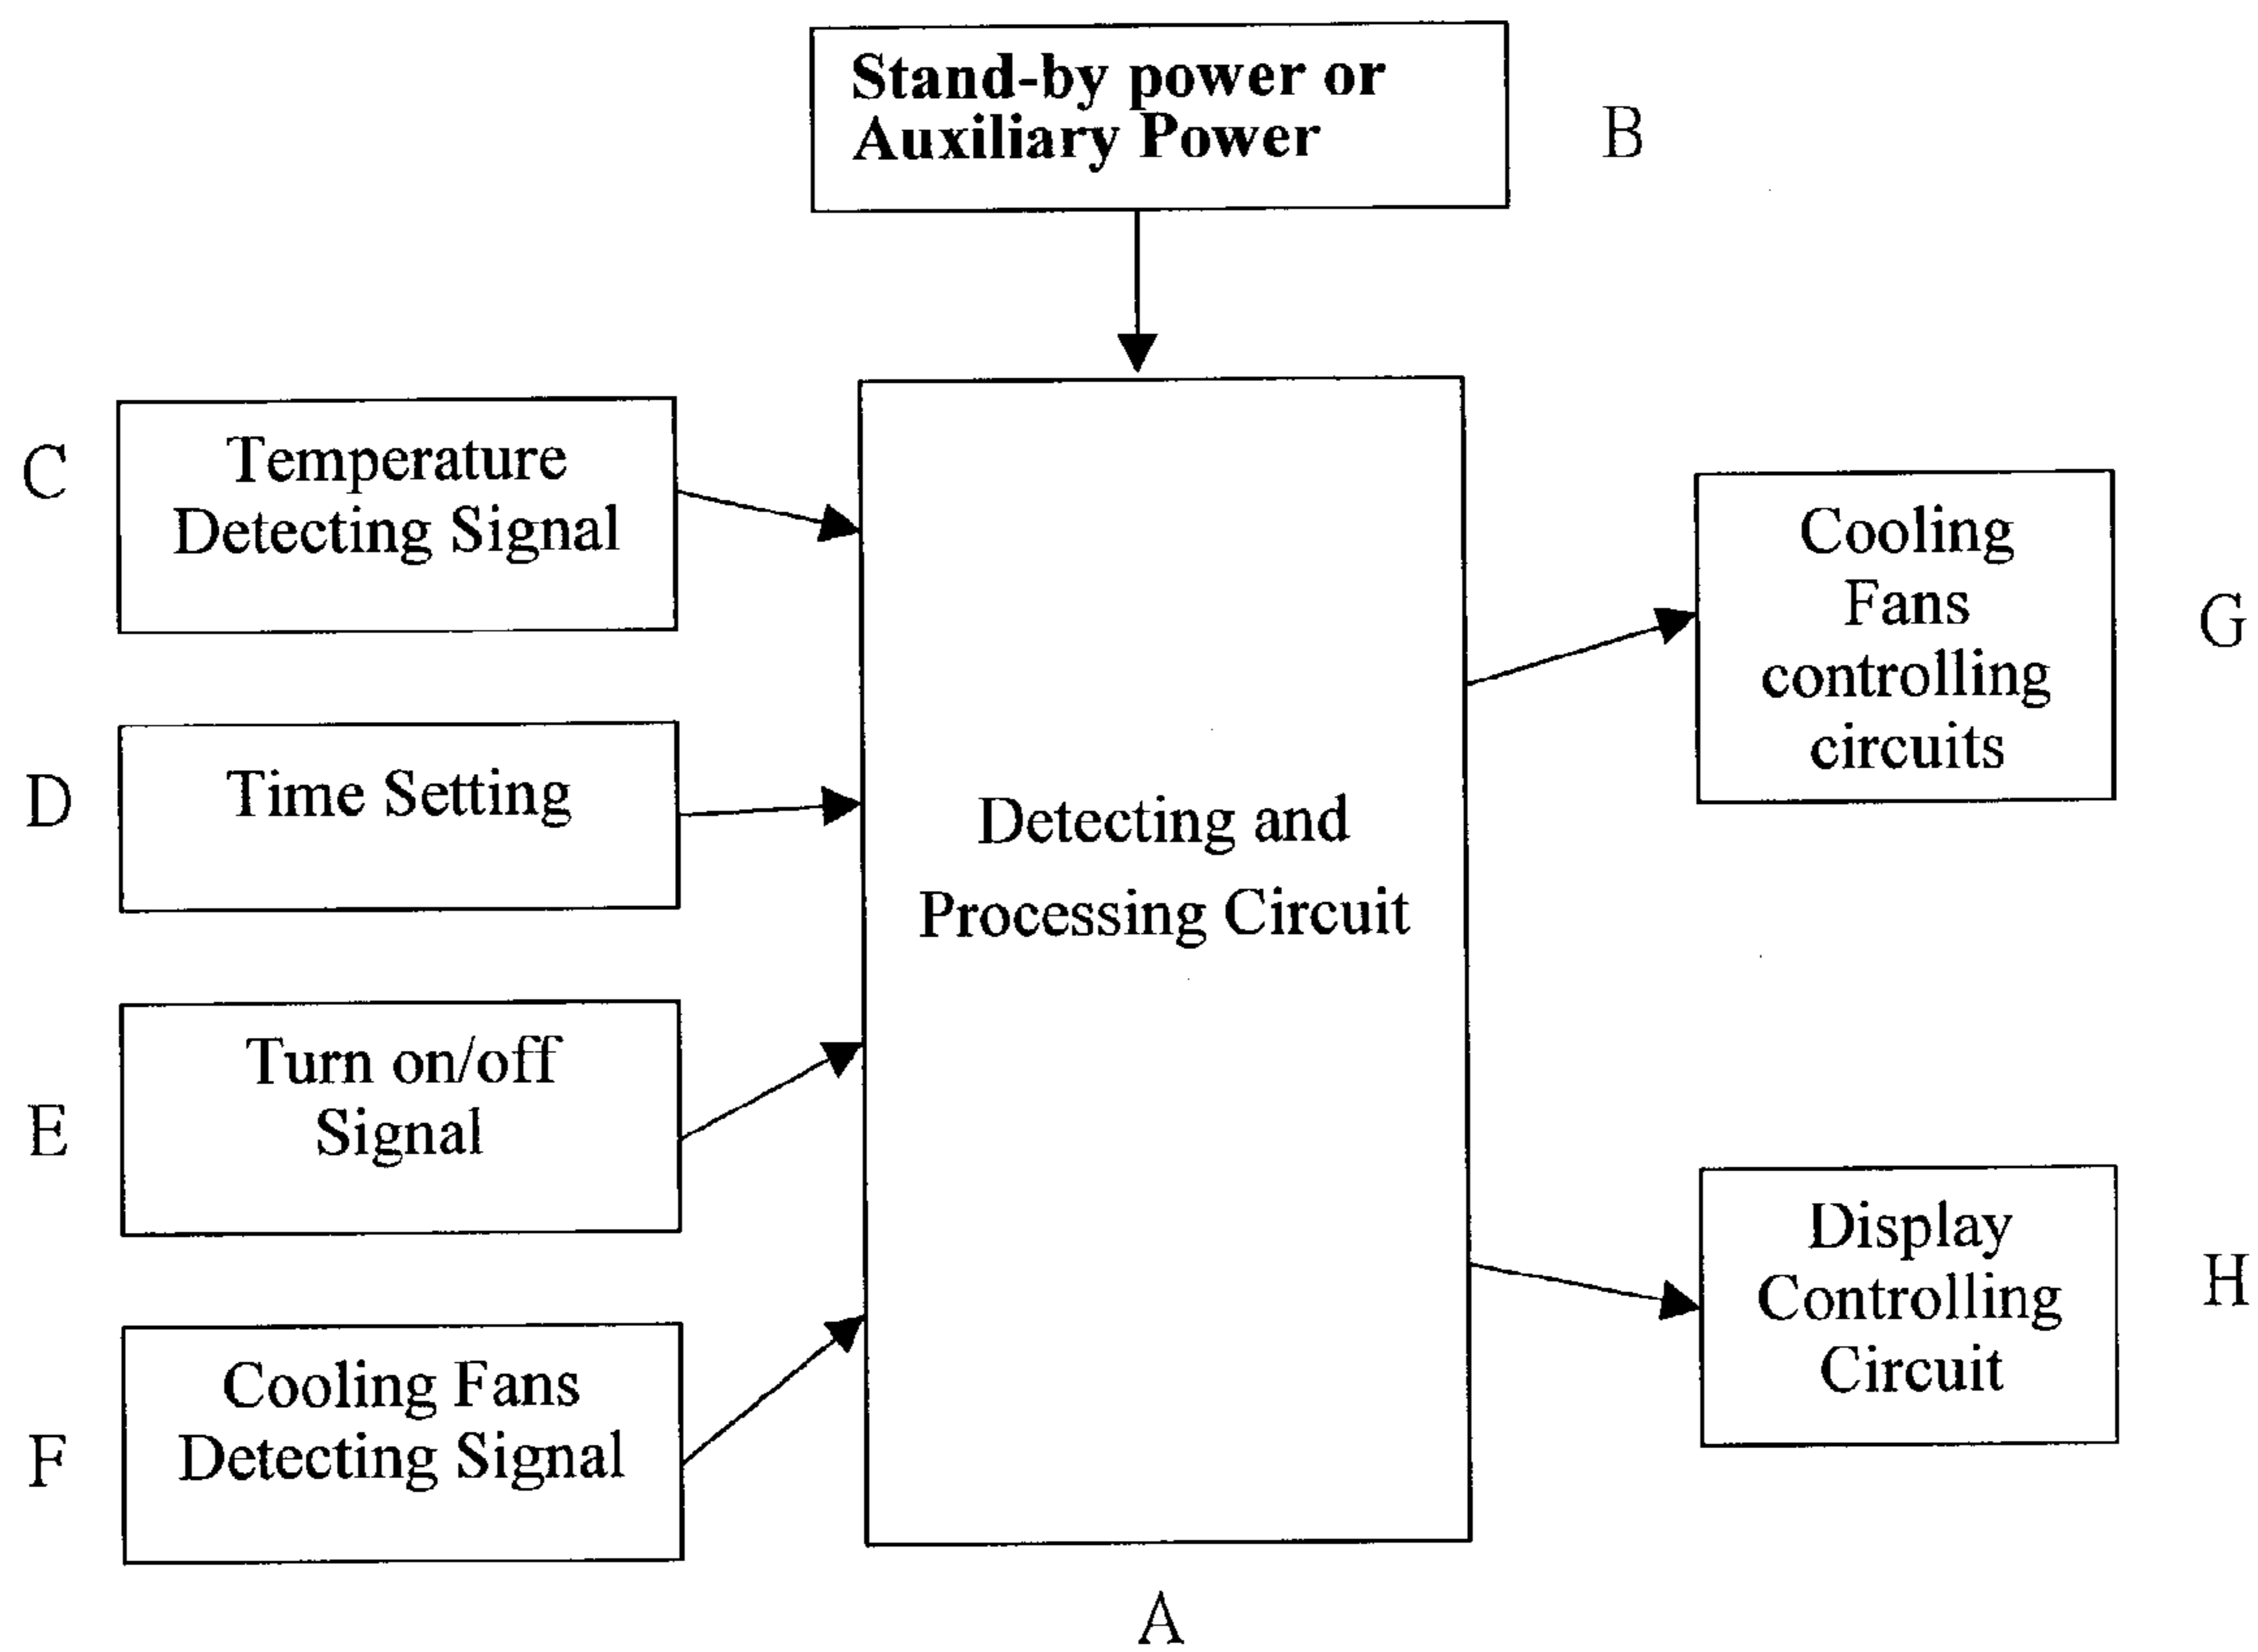 Stand-by power or
Auxiliary Power
B
C
Temperature
Detecting Signal
D
Time Setting
E
Turn on/off
Signal
F
Cooling Fans
Detecting Signal
Detecting and
Processing Circuit
A
Cooling
Fans
controlling
circuits
G
Display
Controlling
Circuit
H